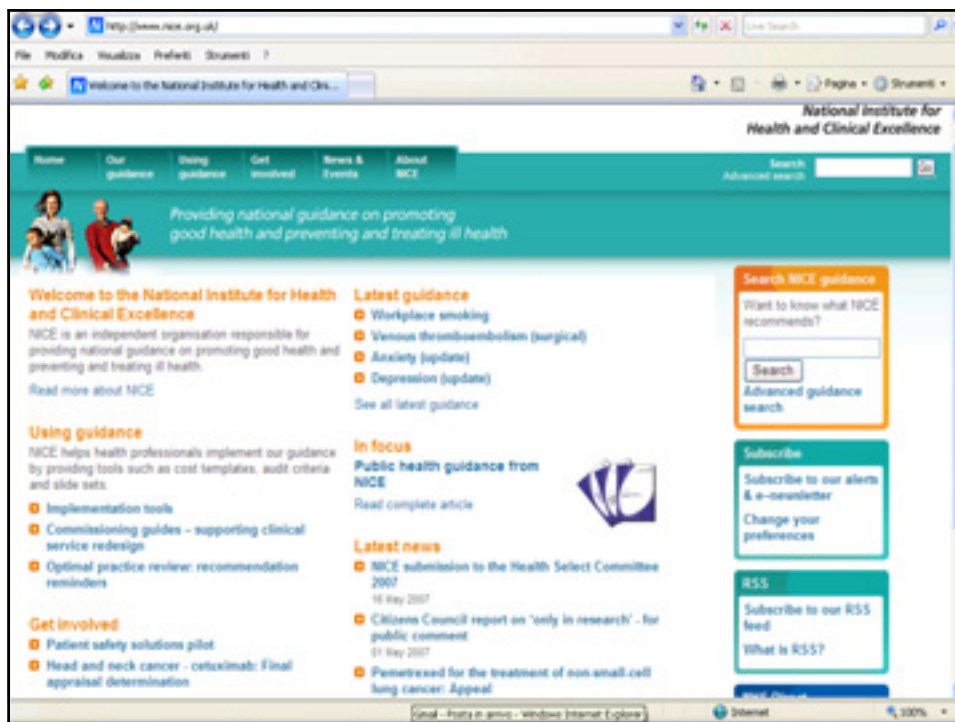 http://www.nice.org.uk/
Live Search
File Modifica Visualizza Preferiti Strumenti ?
Welcome to the National Institute for Health and Clini...
Pagina
Strumenti
National Institute for
Health and Clinical Excellence
Home
Our
guidance
Using
guidance
Get
involved
News &
Events
About
NICE
Search
Advanced search
Go
Providing national guidance on promoting
good health and preventing and treating ill health
Welcome to the National Institute for Health
and Clinical Excellence
NICE is an independent organisation responsible for
providing national guidance on promoting good health and
preventing and treating ill health.
Read more about NICE
Using guidance
NICE helps health professionals implement our guidance
by providing tools such as cost templates, audit criteria
and slide sets.
Implementation tools
Commissioning guides – supporting clinical
service redesign
Optimal practice review: recommendation
reminders
Get involved
Patient safety solutions pilot
Head and neck cancer - cetuximab: Final
appraisal determination
Latest guidance
Workplace smoking
Venous thromboembolism (surgical)
Anxiety (update)
Depression (update)
See all latest guidance
In focus
Public health guidance from
NICE
Read complete article
Latest news
NICE submission to the Health Select Committee
2007
16 May 2007
Citizens Council report on 'only in research' - for
public comment
01 May 2007
Pemetrexed for the treatment of non-small-cell
lung cancer: Appeal
Search NICE guidance
Want to know what NICE
recommends?
Search
Advanced guidance
search
Subscribe
Subscribe to our alerts
& e-newsletter
Change your
preferences
RSS
Subscribe to our RSS
feed
What is RSS?
Gmail - Posta in arrivo - Windows Internet Explorer
Internet
100%